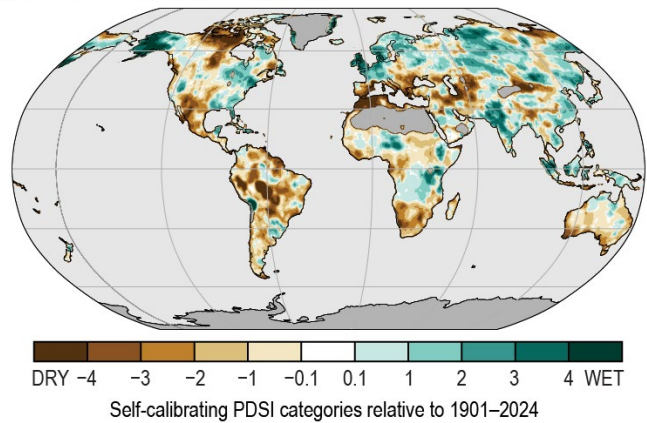 DRY −4 −3 −2 −1 −0.1 0.1 1 2 3 4 WET
Self-calibrating PDSI categories relative to 1901–2024